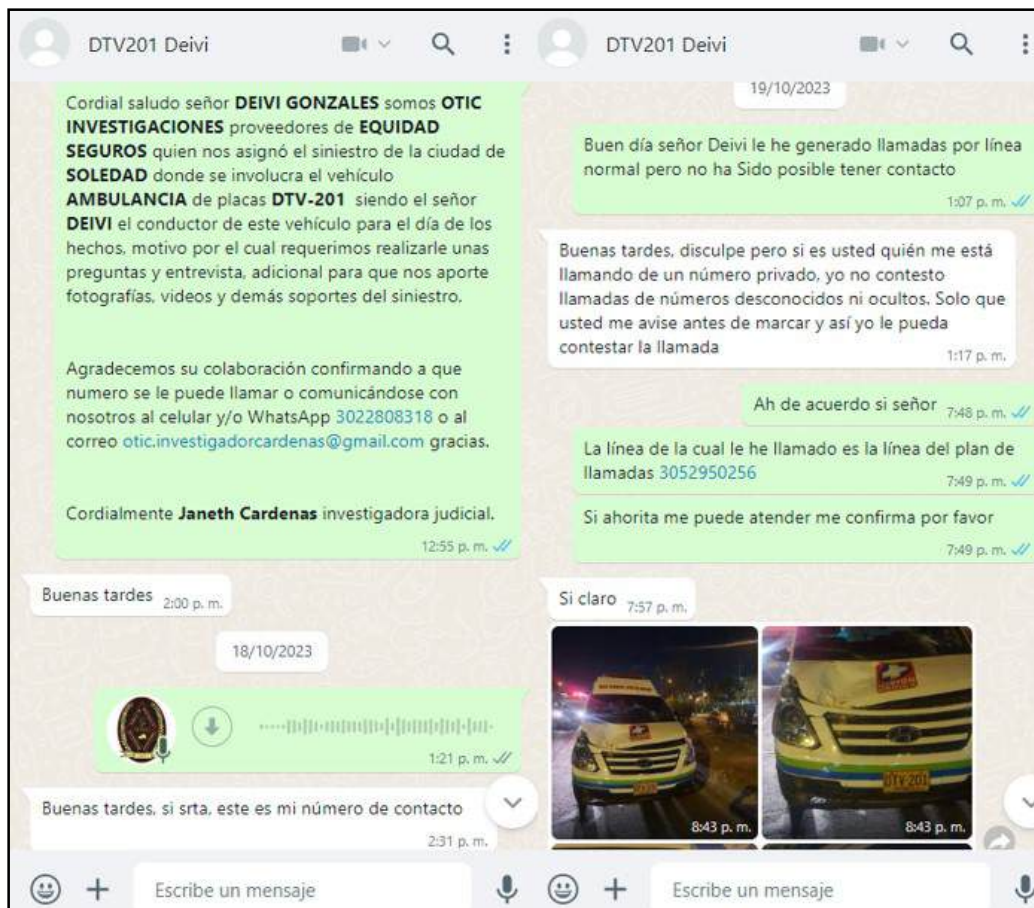 DTV201 Deivi
Cordial saludo señor DEIVI GONZALES somos OTIC
INVESTIGACIONES proveedores de EQUIDAD
SEGUROS quien nos asignó el siniestro de la ciudad de
SOLEDAD donde se involucra el vehículo
AMBULANCIA de placas DTV-201 siendo el señor
DEIVI el conductor de este vehículo para el día de los
hechos, motivo por el cual requerimos realizarle unas
preguntas y entrevista, adicional para que nos aporte
fotografías, videos y demás soportes del siniestro.
Agradecemos su colaboración confirmando a que
numero se le puede llamar o comunicándose con
nosotros al celular y/o WhatsApp 3022808318 o al
correo otic.investigadorcardenas@gmail.com gracias.
Cordialmente Janeth Cardenas investigadora judicial.
12:55 p. m.
Buenas tardes 2:00 p. m.
18/10/2023
1:21 p. m.
Buenas tardes, si srta, este es mi número de contacto
2:31 p. m.
Escribe un mensaje
DTV201 Deivi
19/10/2023
Buen día señor Deivi le he generado llamadas por línea
normal pero no ha Sido posible tener contacto
1:07 p. m.
Buenas tardes, disculpe pero si es usted quién me está
llamando de un número privado, yo no contesto
llamadas de números desconocidos ni ocultos. Solo que
usted me avise antes de marcar y así yo le pueda
contestar la llamada
1:17 p. m.
Ah de acuerdo si señor 7:48 p. m.
La línea de la cual le he llamado es la línea del plan de
llamadas 3052950256
7:49 p. m.
Si ahorita me puede atender me confirma por favor
7:49 p. m.
Si claro 7:57 p. m.
8:43 p. m.
DTV-201
8:43 p. m.
Escribe un mensaje